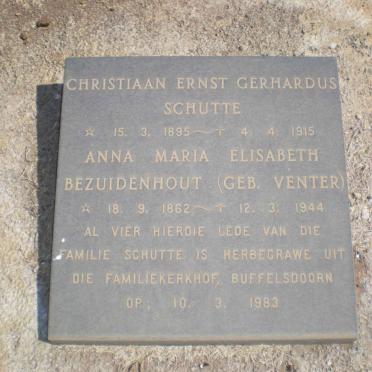 CHRISTIAAN ERNST GERHARDUS
SCHUTTE
☆ 15. 3. 1895 ~ † 4. 4. 1915
ANNA MARIA ELISABETH
BEZUIDENHOUT (GEB. VENTER)
☆ 18. 9. 1862 ~ † 12. 3. 1944
AL VIER HIERDIE LEDE VAN DIE
FAMILIE SCHUTTE IS HERBEGRAWE UIT
DIE FAMILIEKERKHOF, BUFFELSDOORN
OP; 10. 3. 1983